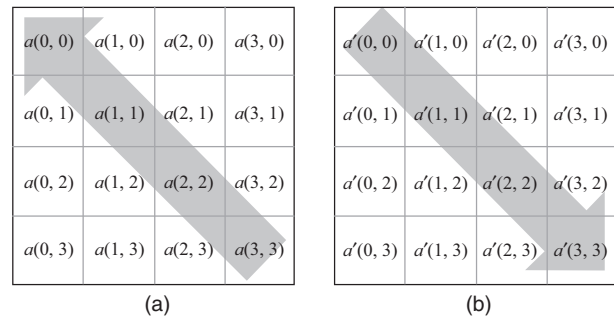 a(0, 0) a(1, 0) a(2, 0) a(3, 0)
a(0, 1) a(1, 1) a(2, 1) a(3, 1)
a(0, 2) a(1, 2) a(2, 2) a(3, 2)
a(0, 3) a(1, 3) a(2, 3) a(3, 3)
(a)
a′(0, 0) a′(1, 0) a′(2, 0) a′(3, 0)
a′(0, 1) a′(1, 1) a′(2, 1) a′(3, 1)
a′(0, 2) a′(1, 2) a′(2, 2) a′(3, 2)
a′(0, 3) a′(1, 3) a′(2, 3) a′(3, 3)
(b)